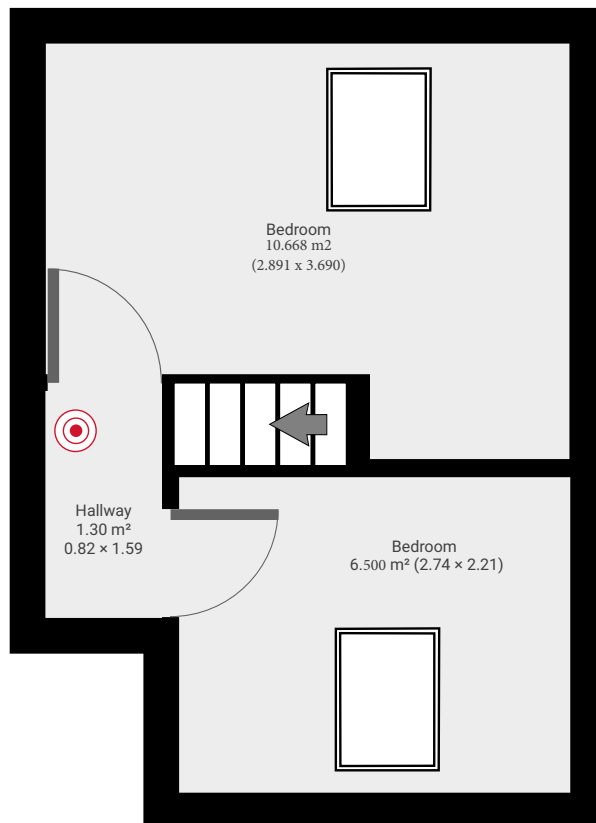 Bedroom
10.668 m2
(2.891 x 3.690)
Hallway
1.30 m²
0.82 × 1.59
Bedroom
6.500 m² (2.74 × 2.21)